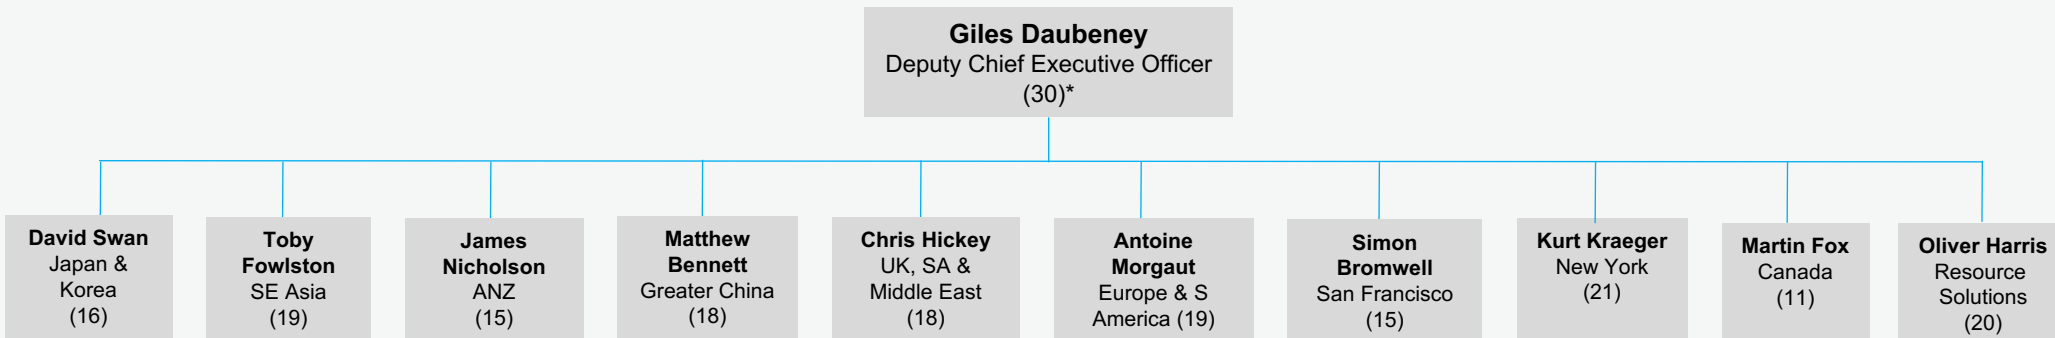 Giles Daubeney
Deputy Chief Executive Officer
(30)*
David Swan
Japan &
Korea
(16)
Toby
Fowlston
SE Asia
(19)
James
Nicholson
ANZ
(15)
Matthew
Bennett
Greater China
(18)
Chris Hickey
UK, SA &
Middle East
(18)
Antoine
Morgaut
Europe & S
America (19)
Simon
Bromwell
San Francisco
(15)
Kurt Kraeger
New York
(21)
Martin Fox
Canada
(11)
Oliver Harris
Resource
Solutions
(20)